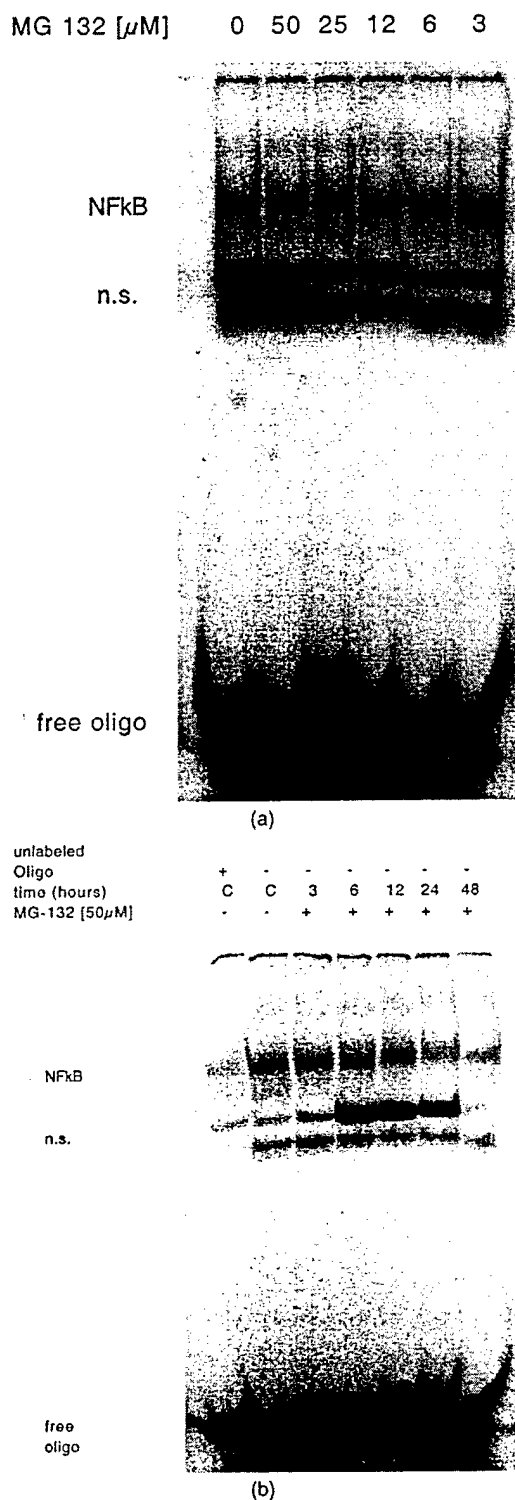 MG 132 [µM] 0 50 25 12 6 3
NFkB
n.s.
free oligo
(a)
unlabeled
Oligo + - - - - - -
time (hours) C C 3 6 12 24 48
MG-132 [50µM] - - + + + + +
NFkB
n.s.
free
oligo
(b)